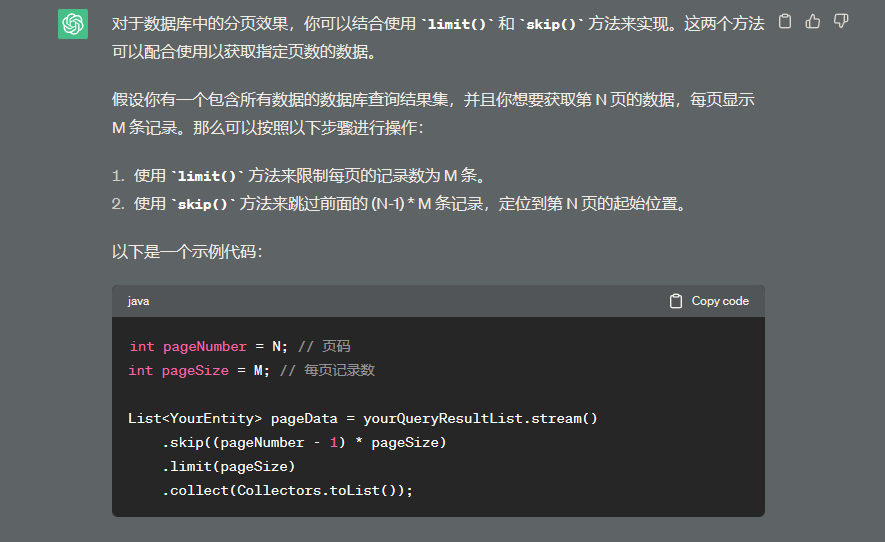 对于数据库中的分页效果，你可以结合使用 `limit()` 和 `skip()` 方法来实现。这两个方法
可以配合使用以获取指定页数的数据。
假设你有一个包含所有数据的数据库查询结果集，并且你想要获取第 N 页的数据，每页显示
M 条记录。那么可以按照以下步骤进行操作：
1. 使用 `limit()` 方法来限制每页的记录数为 M 条。
2. 使用 `skip()` 方法来跳过前面的 (N-1) * M 条记录，定位到第 N 页的起始位置。
以下是一个示例代码：
java Copy code
int pageNumber = N; // 页码
int pageSize = M; // 每页记录数
List<YourEntity> pageData = yourQueryResultList.stream()
    .skip((pageNumber - 1) * pageSize)
    .limit(pageSize)
    .collect(Collectors.toList());